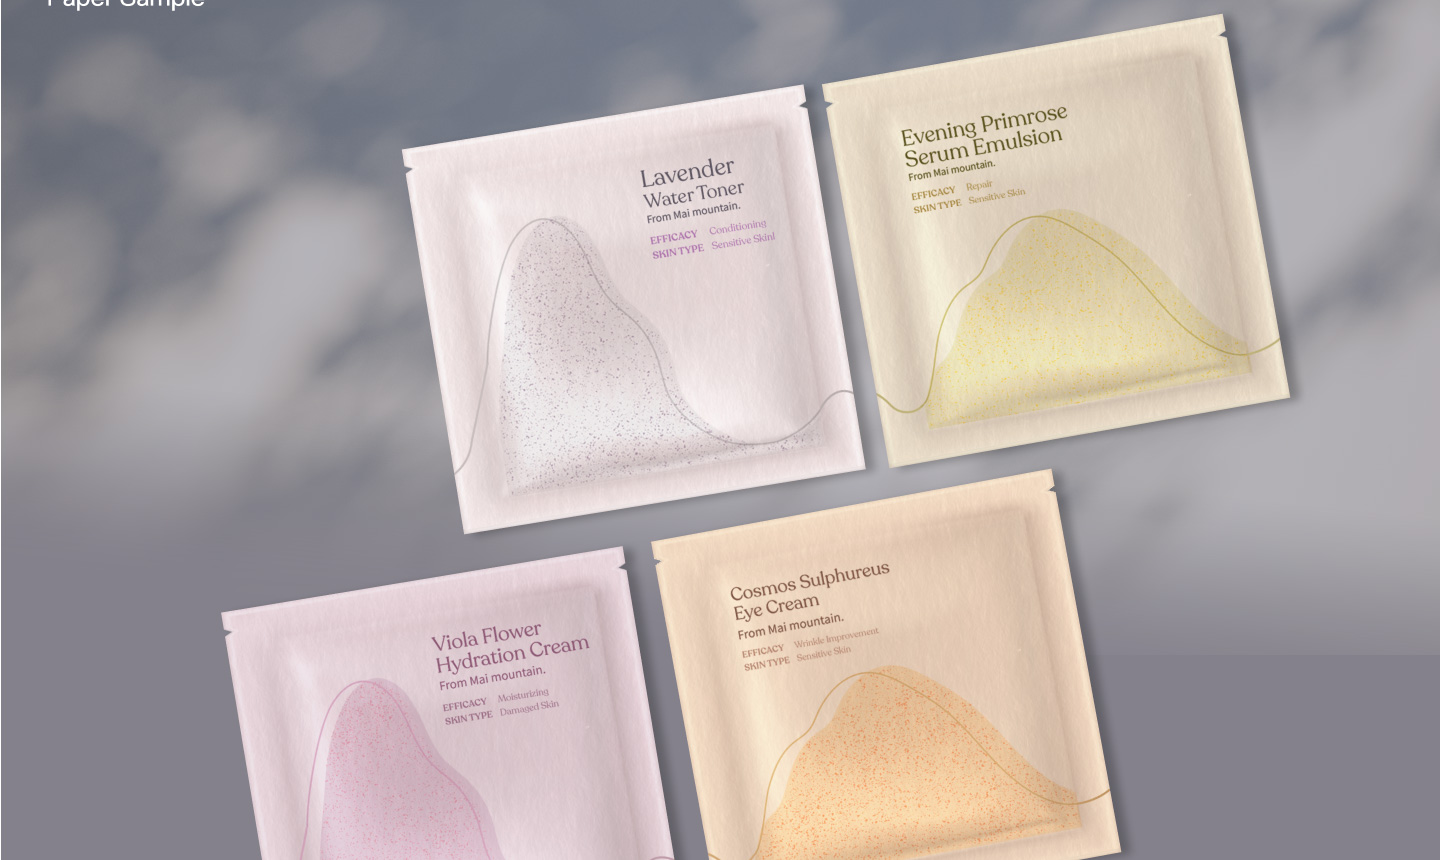 Paper Sample
Lavender
Water Toner
From Mai mountain.
EFFICACY Conditioning
SKIN TYPE Sensitive Skinl
Evening Primrose
Serum Emulsion
From Mai mountain.
EFFICACY Repair
SKIN TYPE Sensitive Skin
Viola Flower
Hydration Cream
From Mai mountain.
EFFICACY Moisturizing
SKIN TYPE Damaged Skin
Cosmos Sulphureus
Eye Cream
From Mai mountain.
EFFICACY Wrinkle Improvement
SKIN TYPE Sensitive Skin